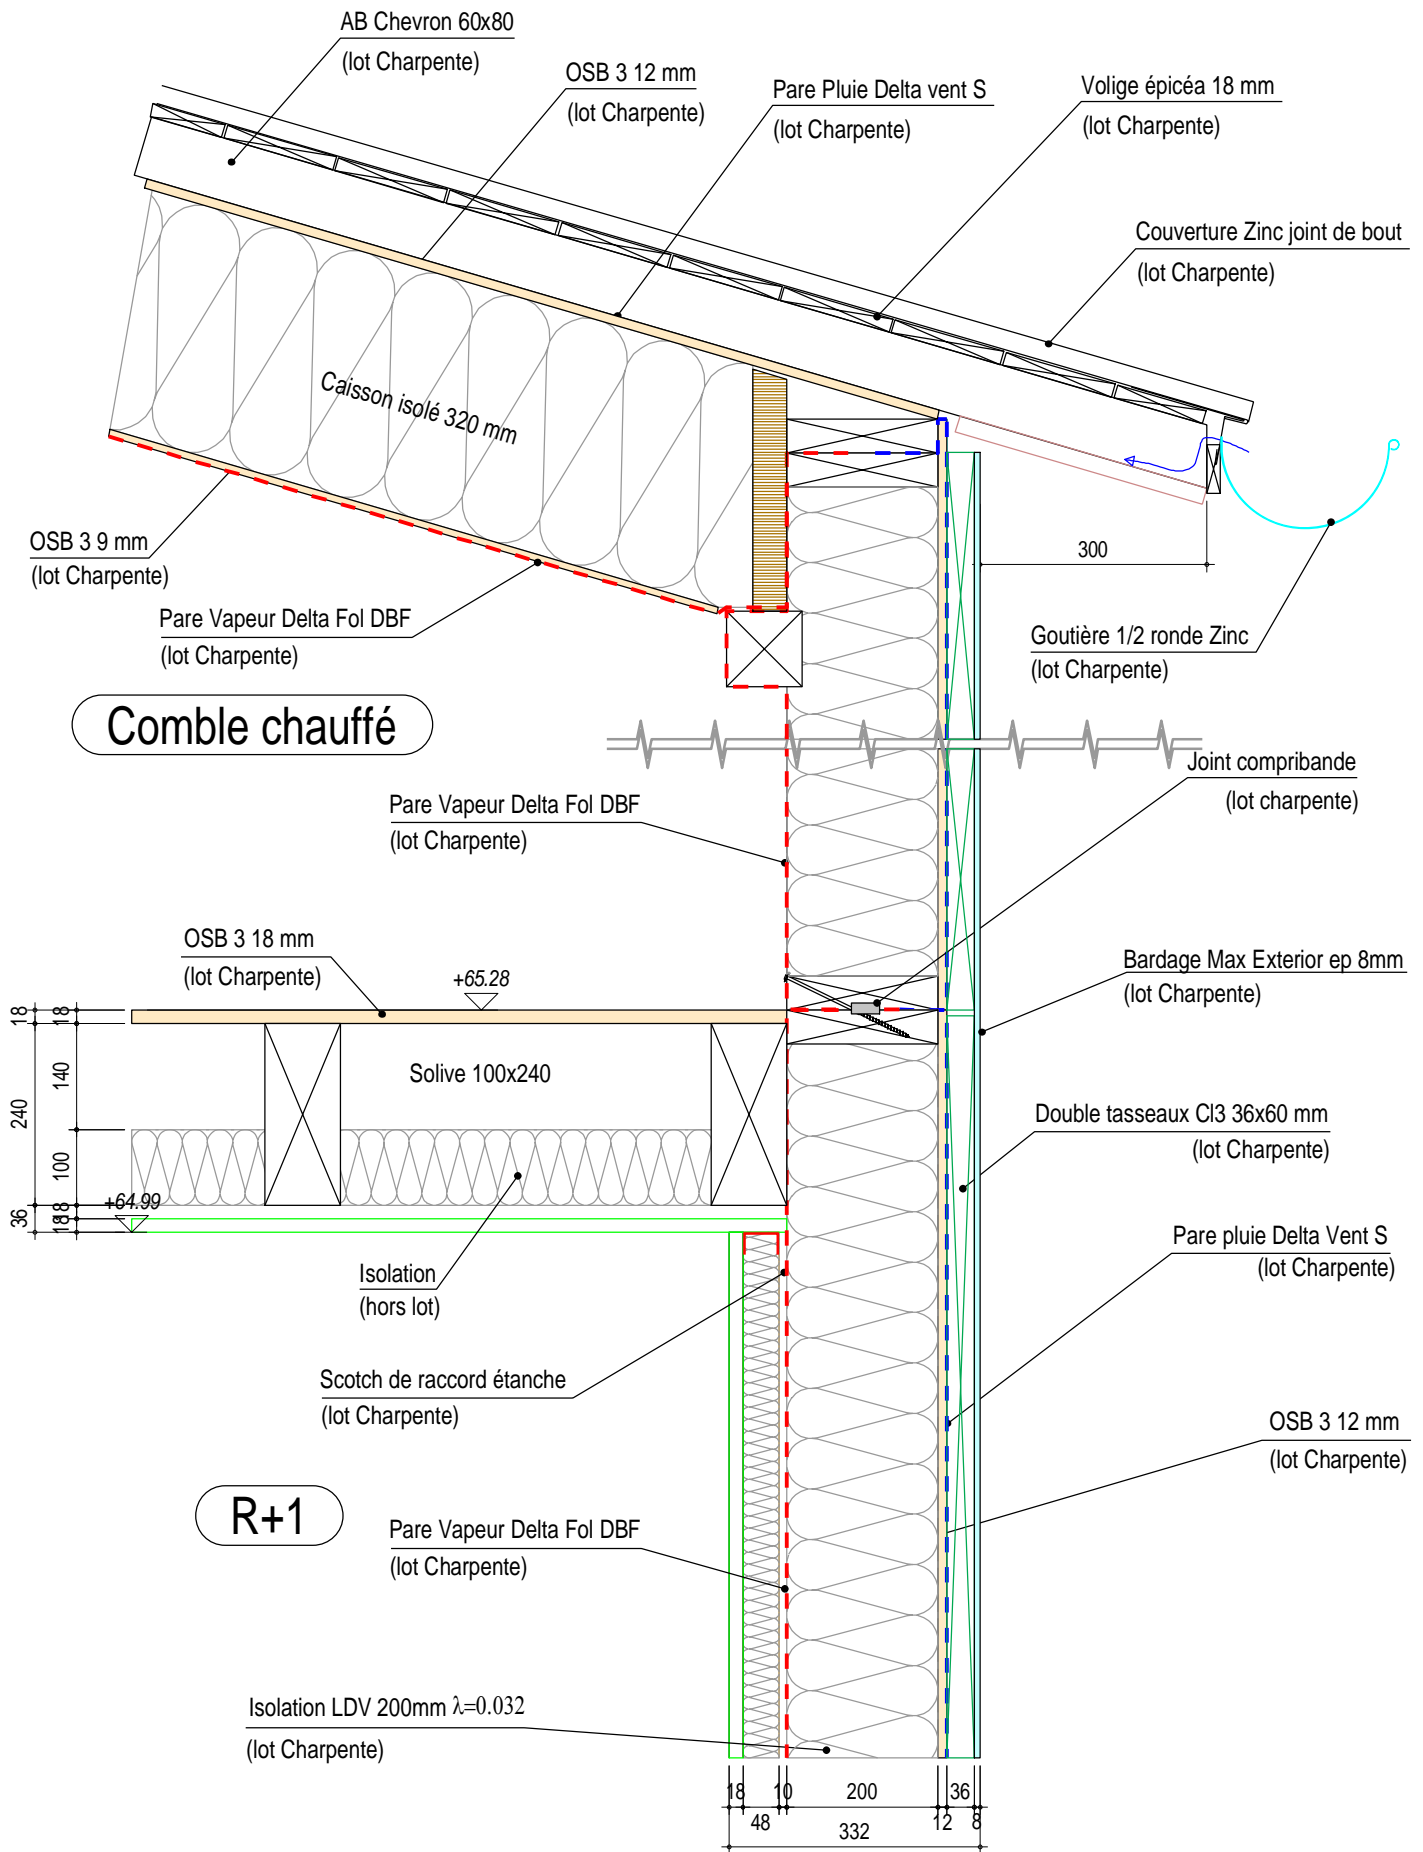 AB Chevron 60x80
(lot Charpente)
OSB 3 12 mm
(lot Charpente)
Pare Pluie Delta vent S
(lot Charpente)
Volige épicéa 18 mm
(lot Charpente)
Couverture Zinc joint de bout
(lot Charpente)
Caisson isolé 320 mm
OSB 3 9 mm
(lot Charpente)
Pare Vapeur Delta Fol DBF
(lot Charpente)
300
Goutière 1/2 ronde Zinc
(lot Charpente)
Comble chauffé
Joint compribande
(lot charpente)
Pare Vapeur Delta Fol DBF
(lot Charpente)
OSB 3 18 mm
(lot Charpente)
+65.28
Bardage Max Exterior ep 8mm
(lot Charpente)
18
18
140
240
100
18
36
18
Solive 100x240
Double tasseaux Cl3 36x60 mm
(lot Charpente)
+64.99
Pare pluie Delta Vent S
(lot Charpente)
Isolation
(hors lot)
Scotch de raccord étanche
(lot Charpente)
OSB 3 12 mm
(lot Charpente)
R+1
Pare Vapeur Delta Fol DBF
(lot Charpente)
Isolation LDV 200mm λ=0.032
(lot Charpente)
18
10
200
36
48
12
8
332